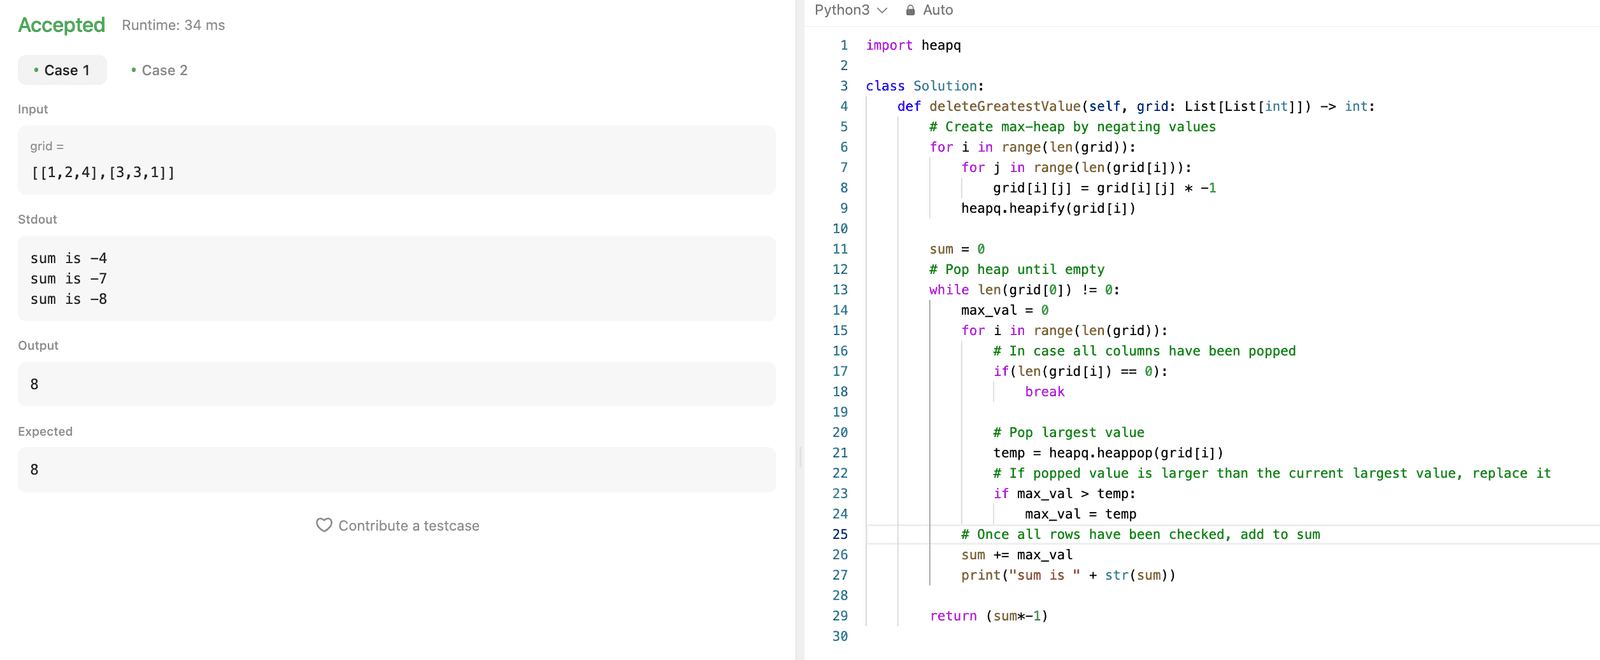 Accepted Runtime: 34 ms
• Case 1 • Case 2
Input
grid =
[[1,2,4],[3,3,1]]
Stdout
sum is -4
sum is -7
sum is -8
Output
8
Expected
8
Contribute a testcase
Python3 Auto
1 import heapq
2
3 class Solution:
4     def deleteGreatestValue(self, grid: List[List[int]]) -> int:
5         # Create max-heap by negating values
6         for i in range(len(grid)):
7             for j in range(len(grid[i])):
8                 grid[i][j] = grid[i][j] * -1
9             heapq.heapify(grid[i])
10
11         sum = 0
12         # Pop heap until empty
13         while len(grid[0]) != 0:
14             max_val = 0
15             for i in range(len(grid)):
16                 # In case all columns have been popped
17                 if(len(grid[i]) == 0):
18                     break
19
20                 # Pop largest value
21                 temp = heapq.heappop(grid[i])
22                 # If popped value is larger than the current largest value, replace it
23                 if max_val > temp:
24                     max_val = temp
25             # Once all rows have been checked, add to sum
26             sum += max_val
27             print("sum is " + str(sum))
28
29         return (sum*-1)
30